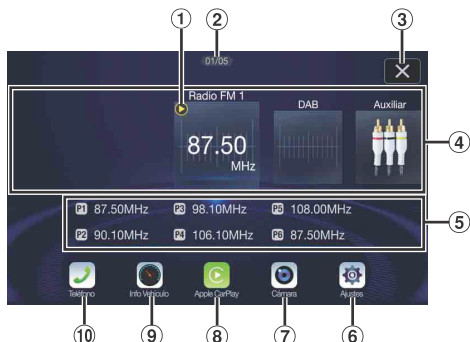 ① ② ③
01/05
Radio FM 1
DAB
Auxiliar
87.50
MHz
④
P1 87.50MHz P3 98.10MHz P5 108.00MHz
⑤
P2 90.10MHz P4 106.10MHz P6 87.50MHz
Teléfono Info Vehículo Apple CarPlay Cámara Ajustes
⑩ ⑨ ⑧ ⑦ ⑥